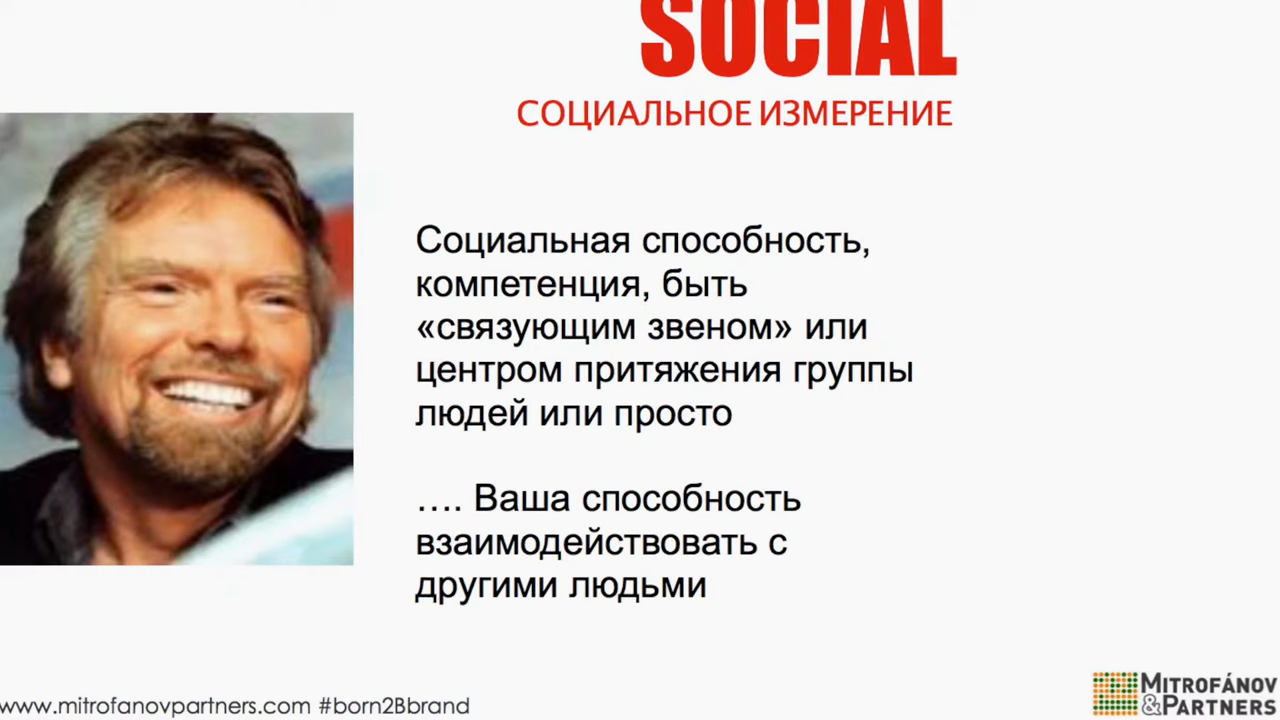 SOCIAL
СОЦИАЛЬНОЕ ИЗМЕРЕНИЕ
Социальная способность,
компетенция, быть
«связующим звеном» или
центром притяжения группы
людей или просто
.... Ваша способность
взаимодействовать с
другими людьми
www.mitrofanovpartners.com #born2Bbrand
MITROFÁNOV
&PARTNERS